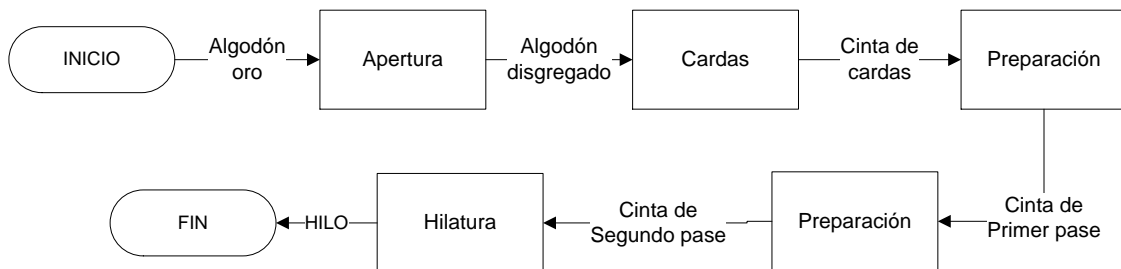 INICIO
Algodón
oro
Apertura
Algodón
disgregado
Cardas
Cinta de
cardas
Preparación
Cinta de
Primer pase
Preparación
Cinta de
Segundo pase
Hilatura
HILO
FIN